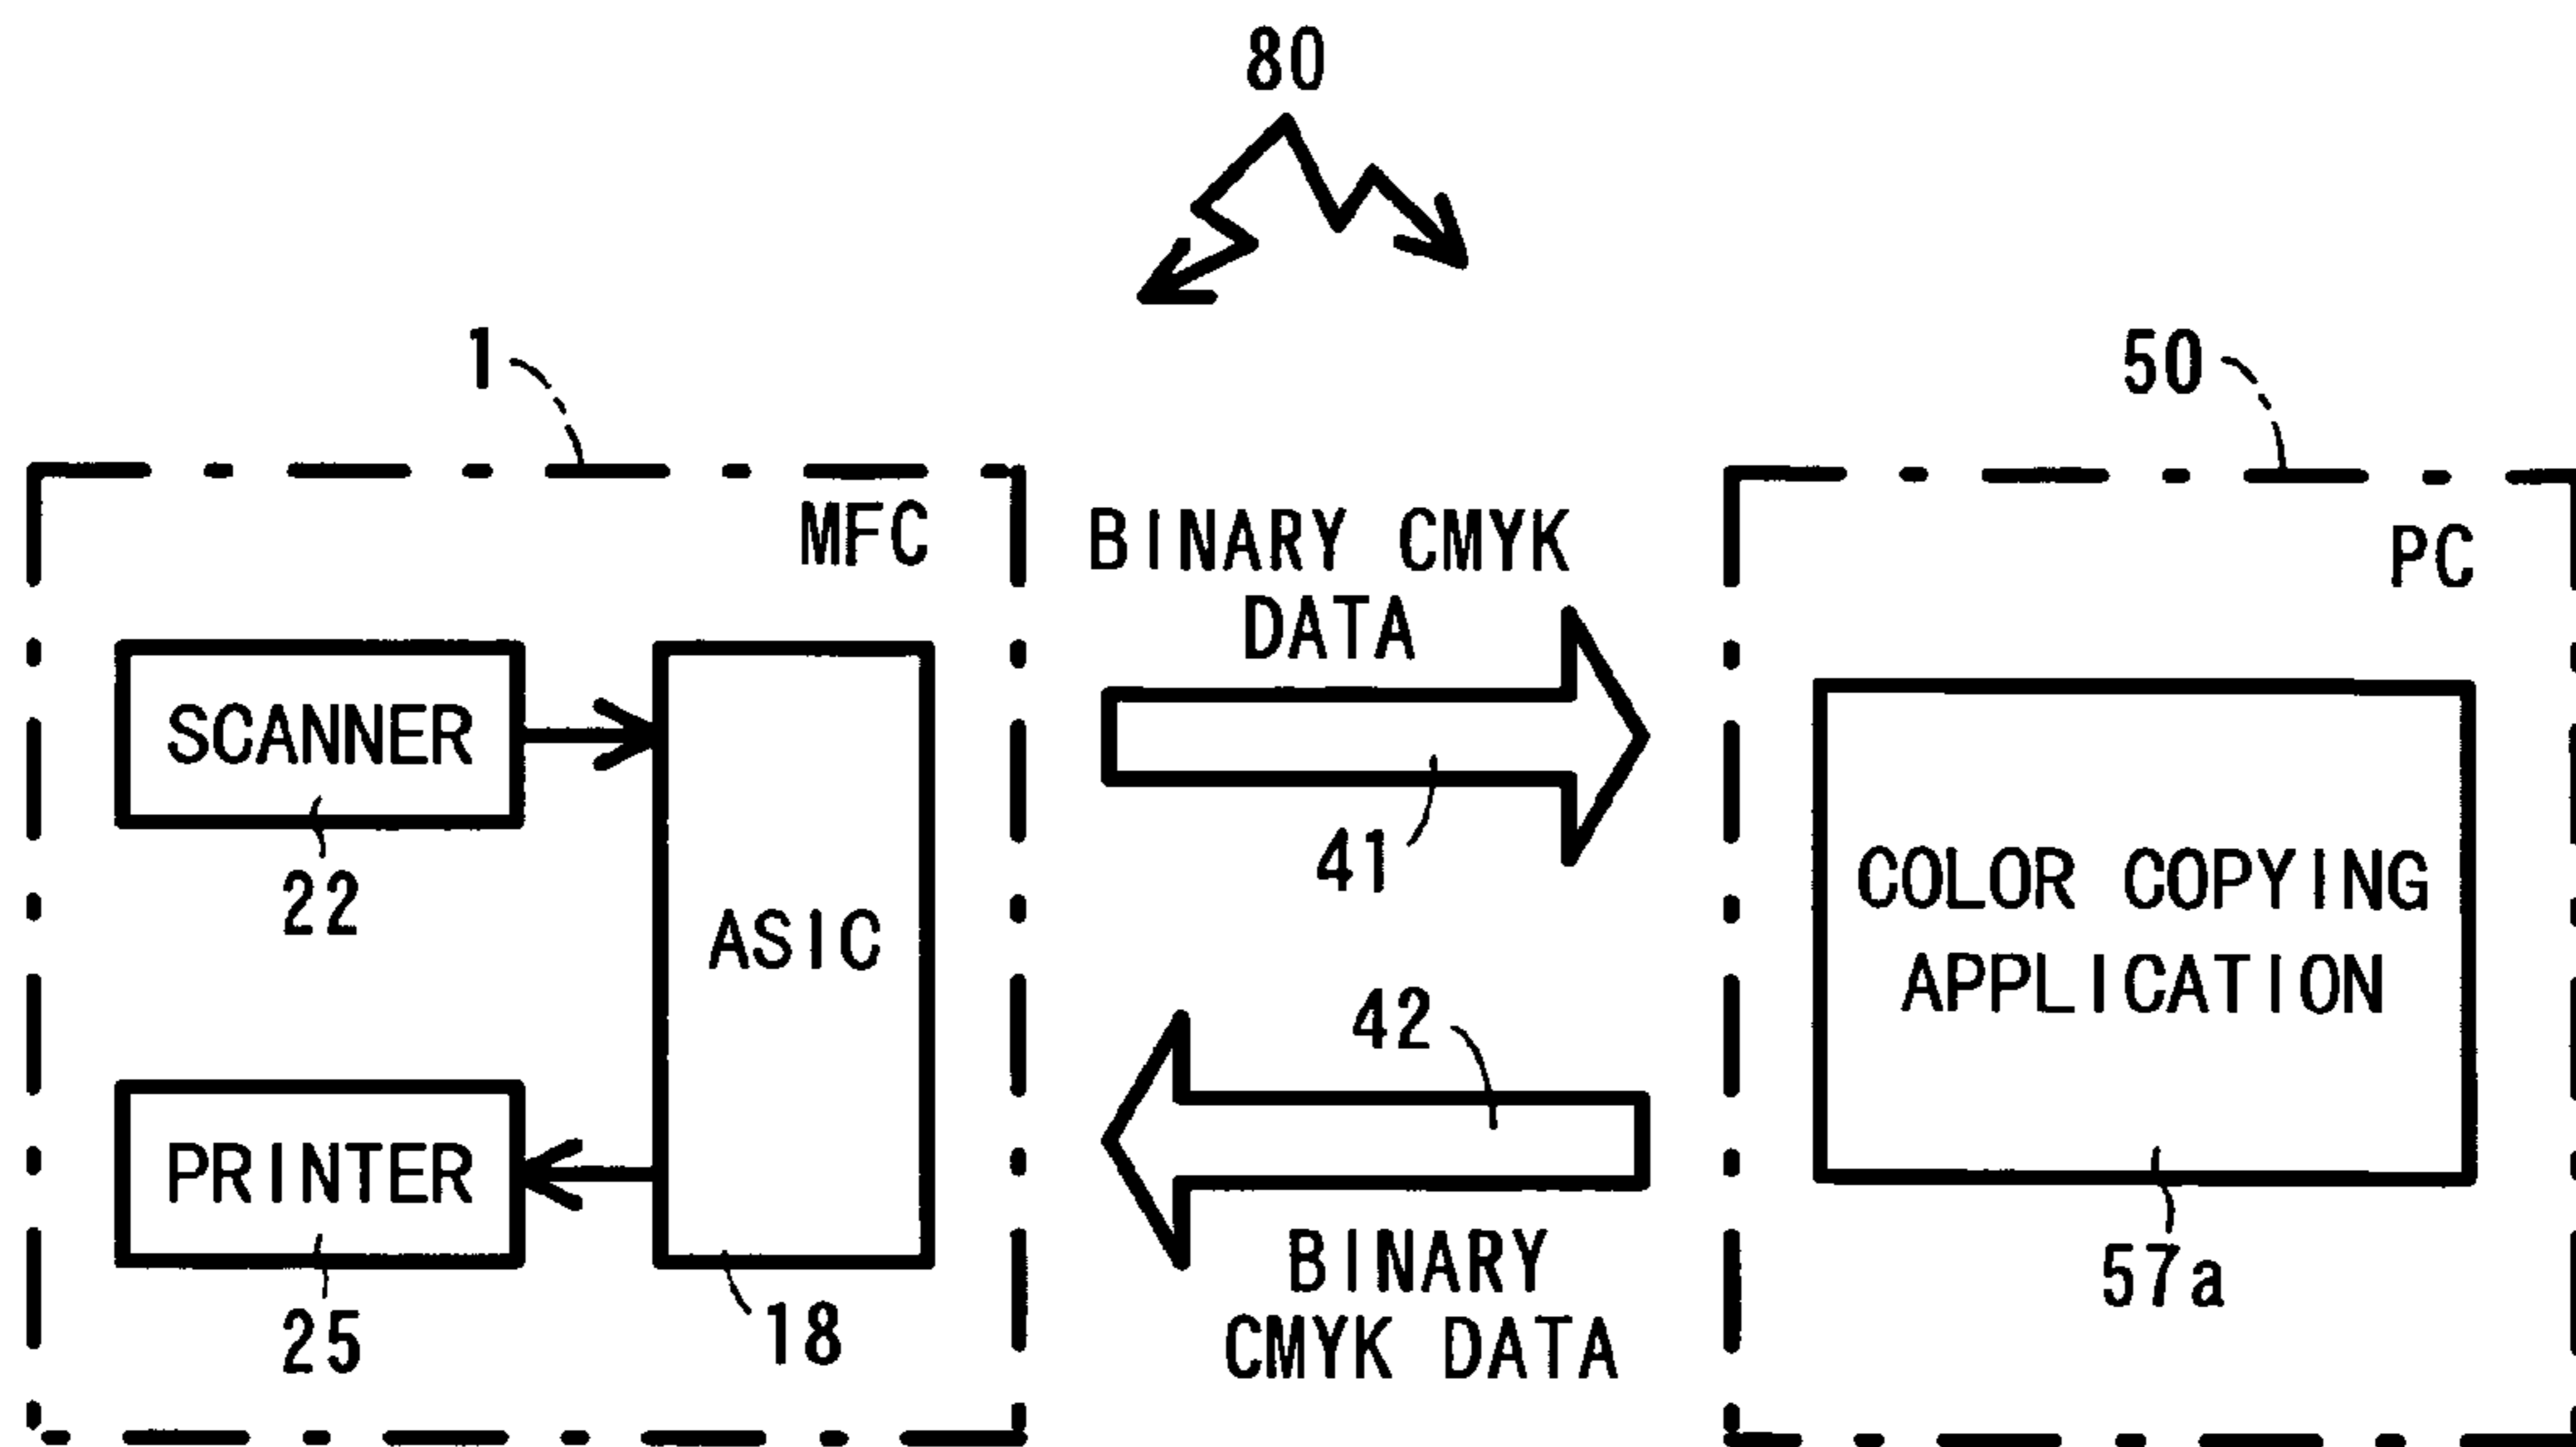 80
1
50
MFC
PC
BINARY CMYK
DATA
SCANNER
22
41
ASIC
COLOR COPYING
APPLICATION
42
PRINTER
25
18
BINARY
CMYK DATA
57a